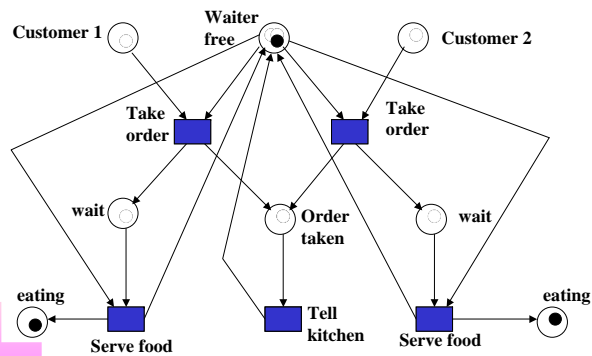 Waiter
free
Customer 1
Customer 2
Take
order
Take
order
wait
Order
taken
wait
eating
eating
Tell
kitchen
Serve food
Serve food